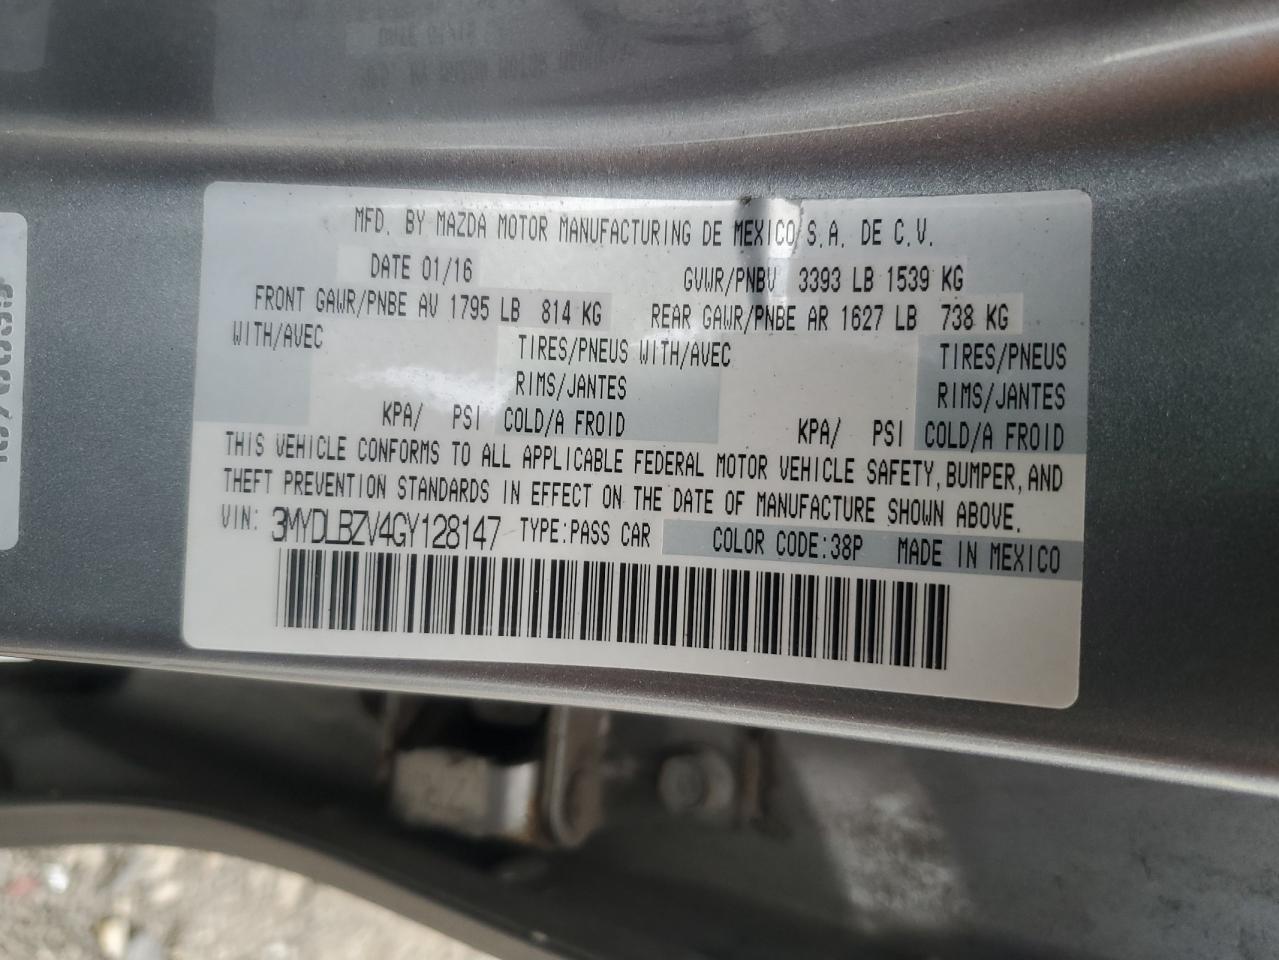 MFD. BY MAZDA MOTOR MANUFACTURING DE MEXICO S.A. DE C.V.
DATE 01/16 GVWR/PNBV 3393 LB 1539 KG
FRONT GAWR/PNBE AV 1795 LB 814 KG REAR GAWR/PNBE AR 1627 LB 738 KG
WITH/AVEC TIRES/PNEUS WITH/AVEC TIRES/PNEUS
RIMS/JANTES RIMS/JANTES
KPA/ PSI COLD/A FROID KPA/ PSI COLD/A FROID
THIS VEHICLE CONFORMS TO ALL APPLICABLE FEDERAL MOTOR VEHICLE SAFETY, BUMPER, AND
THEFT PREVENTION STANDARDS IN EFFECT ON THE DATE OF MANUFACTURE SHOWN ABOVE.
VIN: 3MYDLBZV4GY128147 TYPE:PASS CAR COLOR CODE:38P MADE IN MEXICO